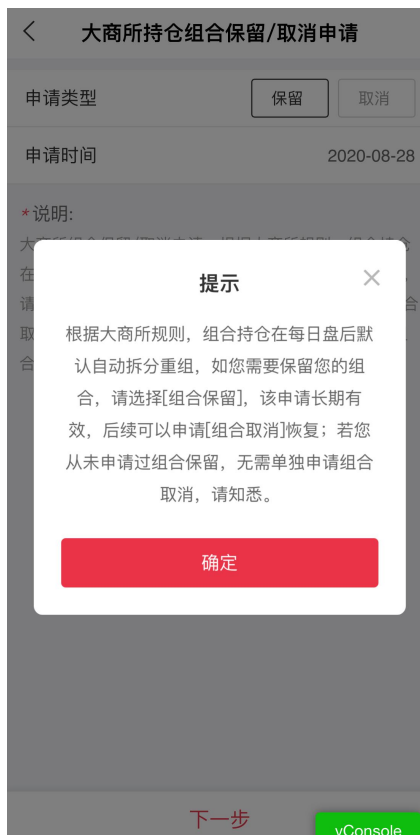 大商所持仓组合保留/取消申请
申请类型
保留
取消
申请时间
2020-08-28
*说明:
提示
根据大商所规则，组合持仓在每日盘后默
认自动拆分重组，如您需要保留您的组
合，请选择[组合保留]，该申请长期有
效，后续可以申请[组合取消]恢复；若您
从未申请过组合保留，无需单独申请组合
取消，请知悉。
确定
下一步
vConsole